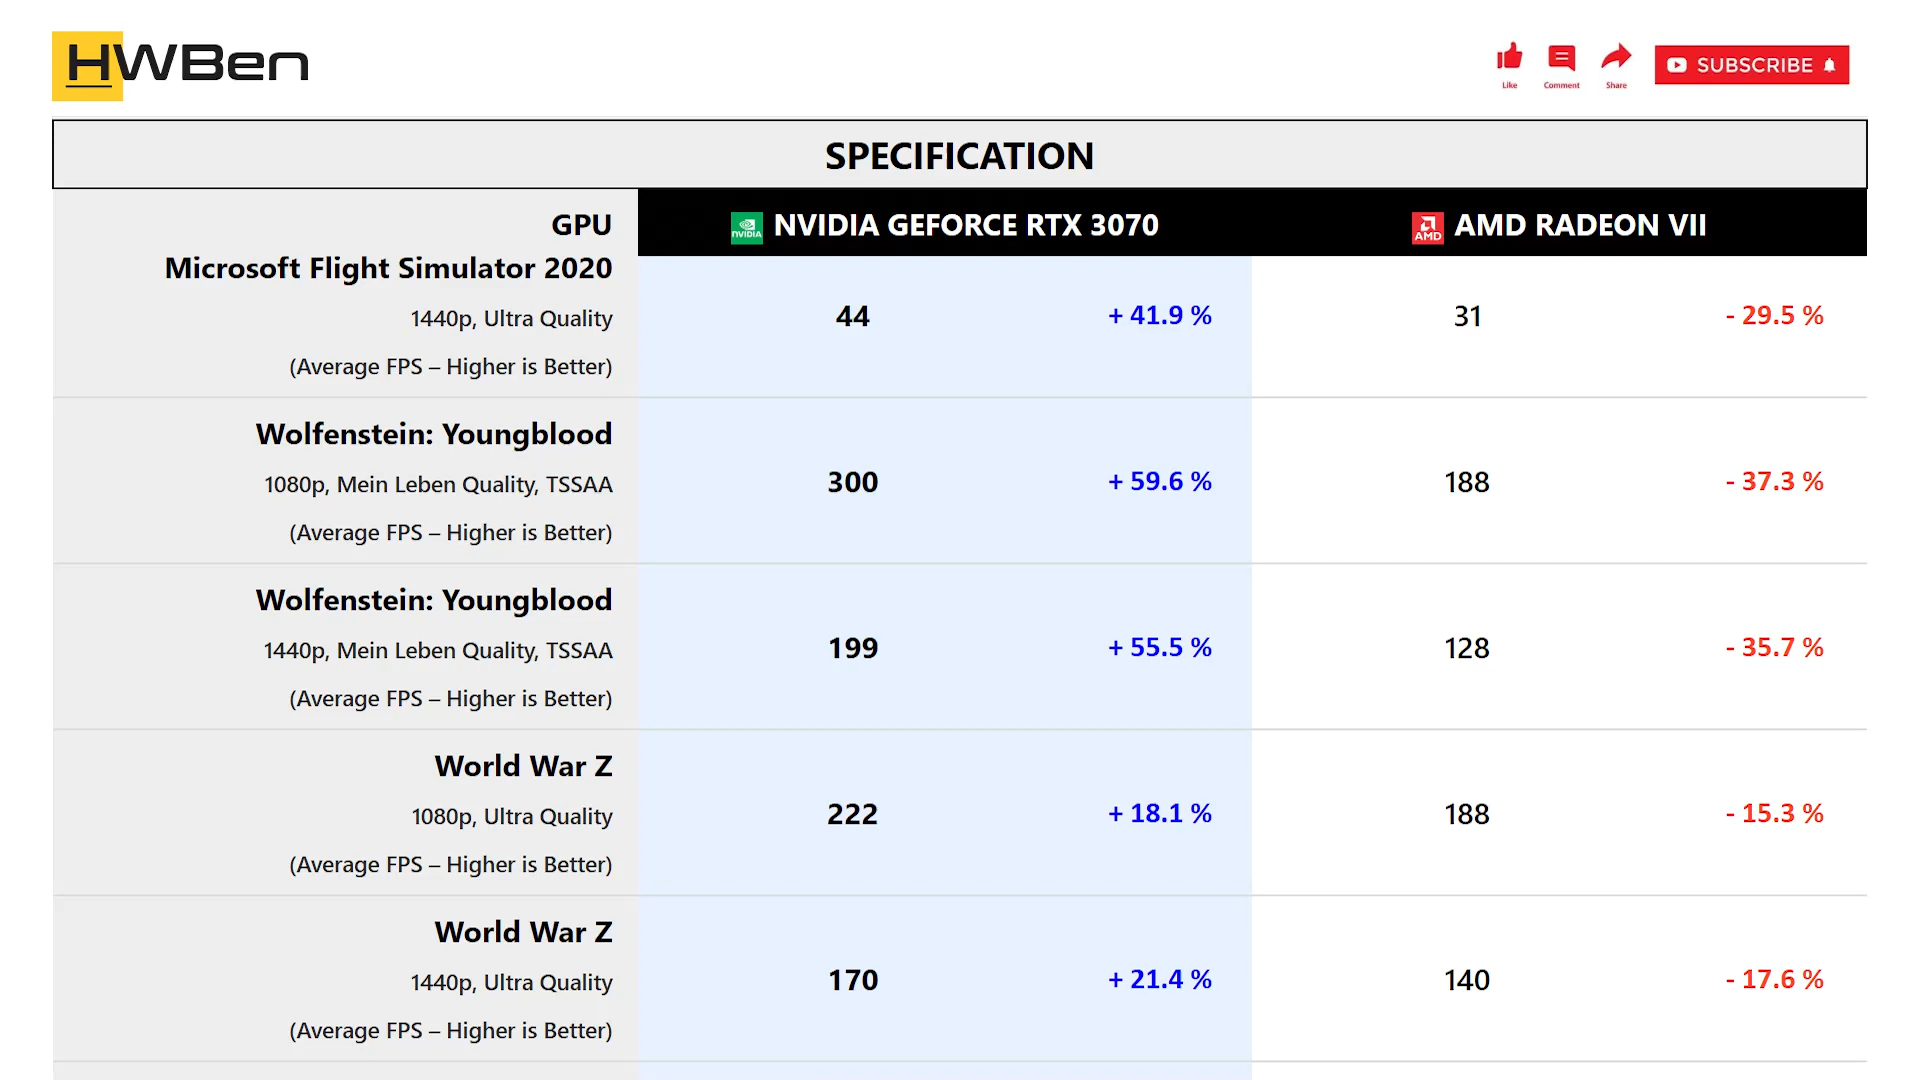 HWBen
Like
Comment
Share
SUBSCRIBE
SPECIFICATION
GPU
NVIDIA
NVIDIA GEFORCE RTX 3070
AMD
AMD RADEON VII
Microsoft Flight Simulator 2020
1440p, Ultra Quality
(Average FPS – Higher is Better)
44
+ 41.9 %
31
- 29.5 %
Wolfenstein: Youngblood
1080p, Mein Leben Quality, TSSAA
(Average FPS – Higher is Better)
300
+ 59.6 %
188
- 37.3 %
Wolfenstein: Youngblood
1440p, Mein Leben Quality, TSSAA
(Average FPS – Higher is Better)
199
+ 55.5 %
128
- 35.7 %
World War Z
1080p, Ultra Quality
(Average FPS – Higher is Better)
222
+ 18.1 %
188
- 15.3 %
World War Z
1440p, Ultra Quality
(Average FPS – Higher is Better)
170
+ 21.4 %
140
- 17.6 %